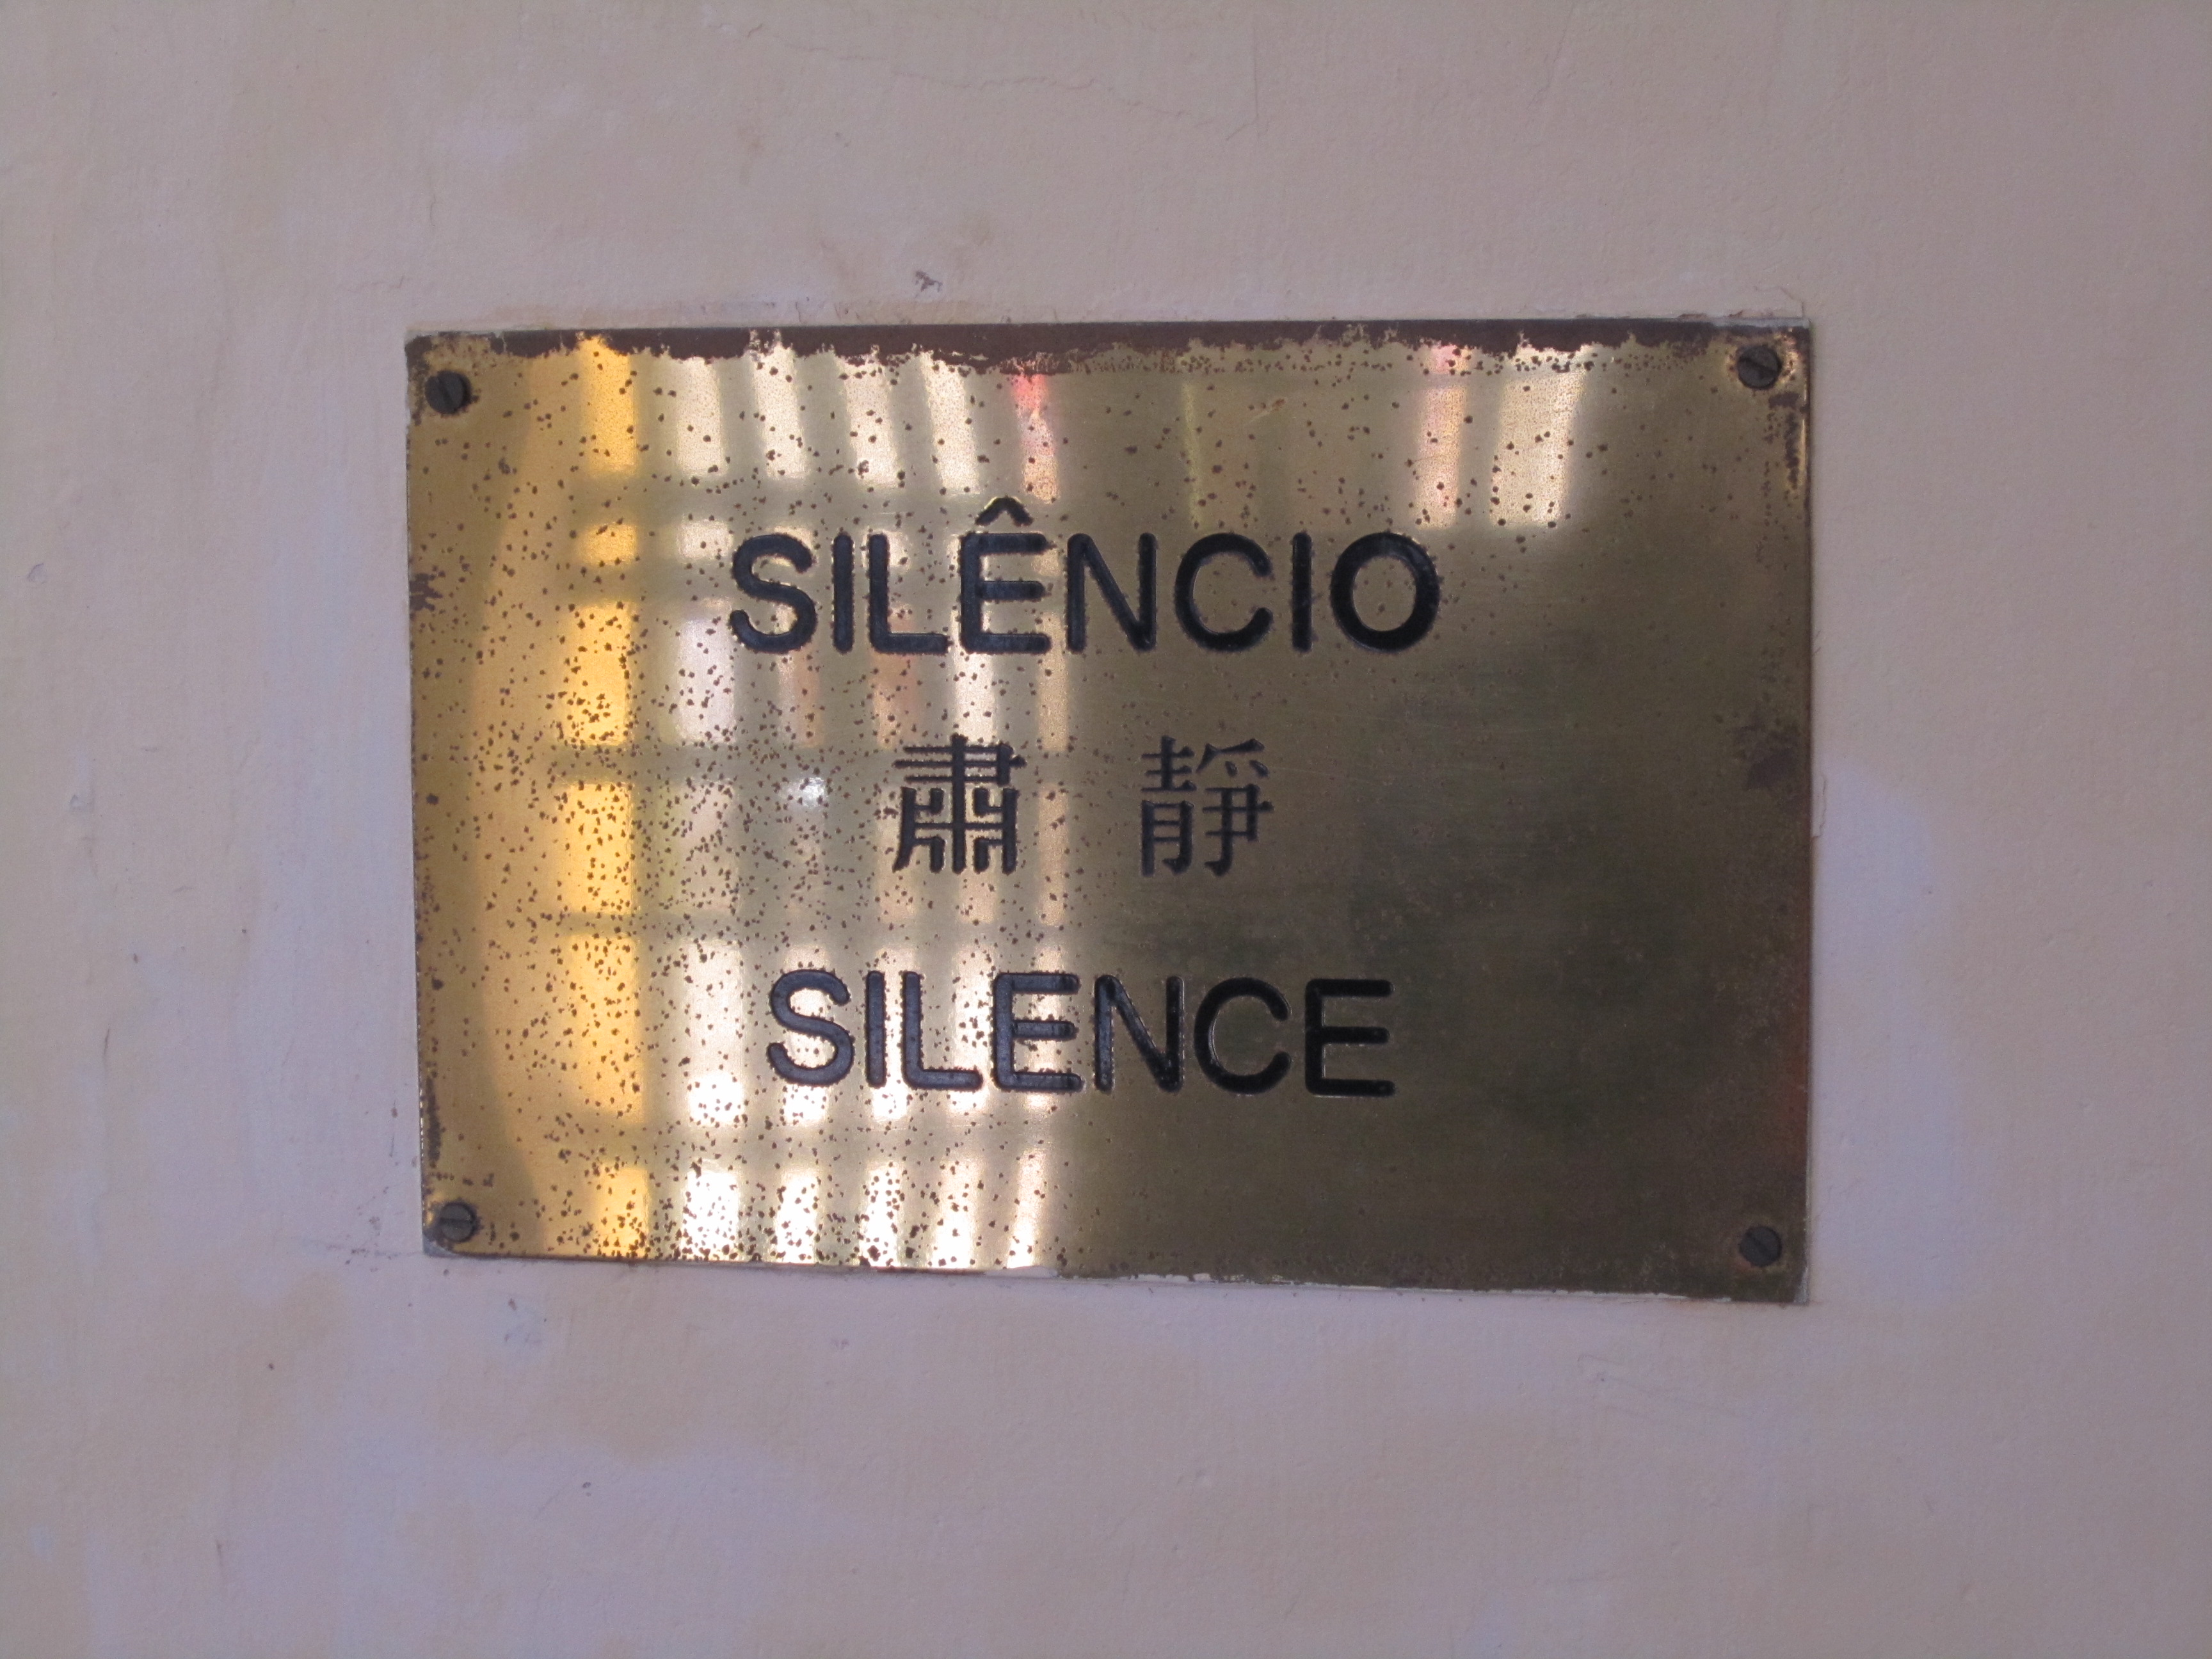 SILÊNCIO
肅 靜
SILENCE